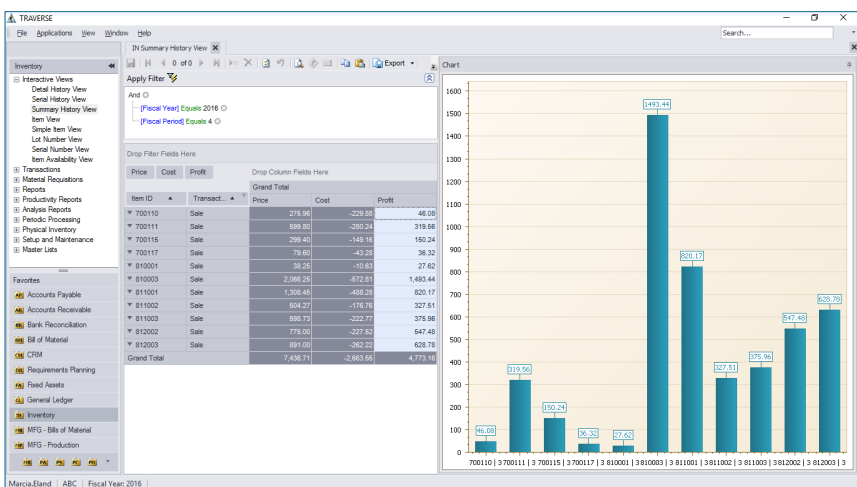 TRAVERSE
File Applications View Window Help
Search...
IN Summary History View
Inventory
Interactive Views
Detail History View
Serial History View
Summary History View
Item View
Simple Item View
Lot Number View
Serial Number View
Item Availability View
Transactions
Material Requisitions
Reports
Productivity Reports
Analysis Reports
Periodic Processing
Physical Inventory
Setup and Maintenance
Master Lists
Favorites
Accounts Payable
Accounts Receivable
Bank Reconciliation
Bill of Material
CRM
Requirements Planning
Fixed Assets
General Ledger
Inventory
MFG - Bills of Material
MFG - Production
0 of 0 Export
Apply Filter
And
[Fiscal Year] Equals 2016
[Fiscal Period] Equals 4
Drop Filter Fields Here
Price Cost Profit Drop Column Fields Here
Grand Total
Item ID Transact... Price Cost Profit
700110 Sale 276.96 -229.88 46.08
700111 Sale 599.80 -280.24 319.56
700115 Sale 299.40 -149.16 150.24
700117 Sale 79.60 -43.28 36.32
810001 Sale 38.25 -10.63 27.62
810003 Sale 2,066.25 -572.81 1,493.44
811001 Sale 1,308.45 -488.28 820.17
811002 Sale 504.27 -176.76 327.51
811003 Sale 598.73 -222.77 375.96
812002 Sale 775.00 -227.52 547.48
812003 Sale 891.00 -262.22 628.78
Grand Total 7,436.71 -2,663.55 4,773.16
Chart
1600
1500
1400
1300
1200
1100
1000
900
800
700
600
500
400
300
200
100
0
46.08
319.56
150.24
36.32
27.62
1493.44
820.17
327.51
375.96
547.48
628.78
700110 | 3 700111 | 3 700115 | 3 700117 | 3 810001 | 3 810003 | 3 811001 | 3 811002 | 3 811003 | 3 812002 | 3 812003 | 3
Marcia.Eland ABC Fiscal Year: 2016